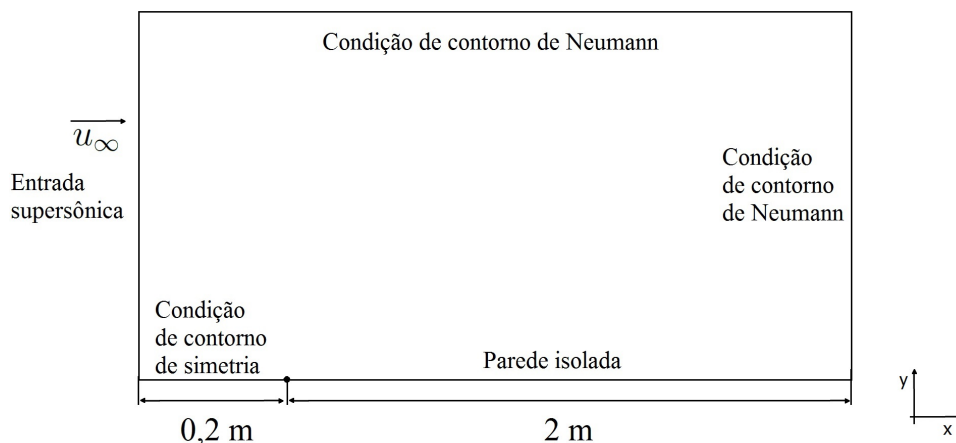 Condição de contorno de Neumann
u∞
Entrada
supersônica
Condição
de contorno
de Neumann
Condição
de contorno
de simetria
Parede isolada
0,2 m
2 m
y
x